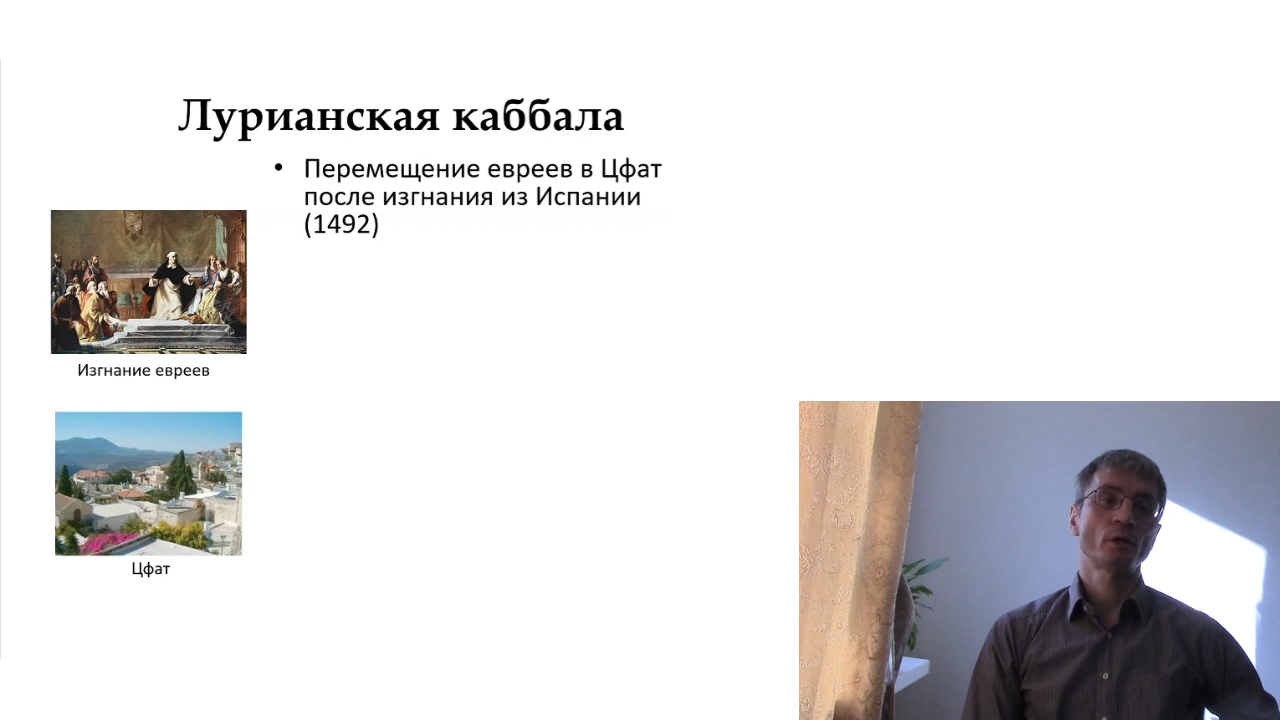 Лурианская каббала
• Перемещение евреев в Цфат
после изгнания из Испании
(1492)
Изгнание евреев
Цфат